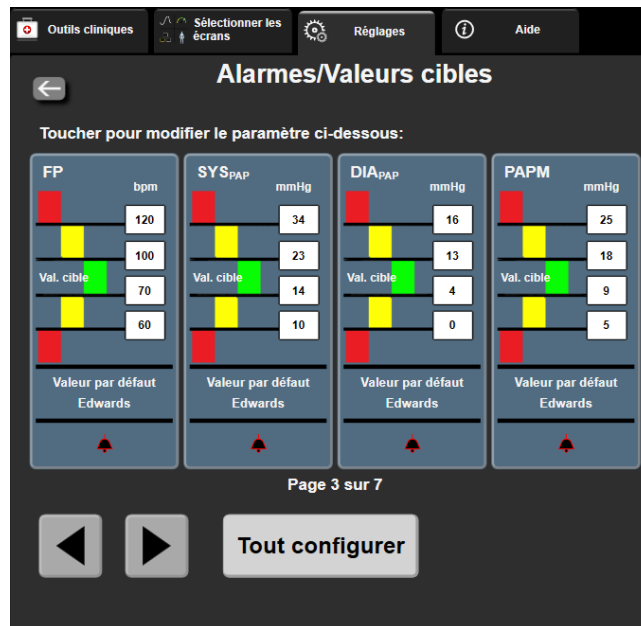 Outils cliniques
Sélectionner les
écrans
Réglages
Aide
Alarmes/Valeurs cibles
Toucher pour modifier le paramètre ci-dessous:
FP
bpm
120
100
Val. cible
70
60
Valeur par défaut
Edwards
SYSPAP
mmHg
34
23
Val. cible
14
10
Valeur par défaut
Edwards
DIAPAP
mmHg
16
13
Val. cible
4
0
Valeur par défaut
Edwards
PAPM
mmHg
25
18
Val. cible
9
5
Valeur par défaut
Edwards
Page 3 sur 7
Tout configurer